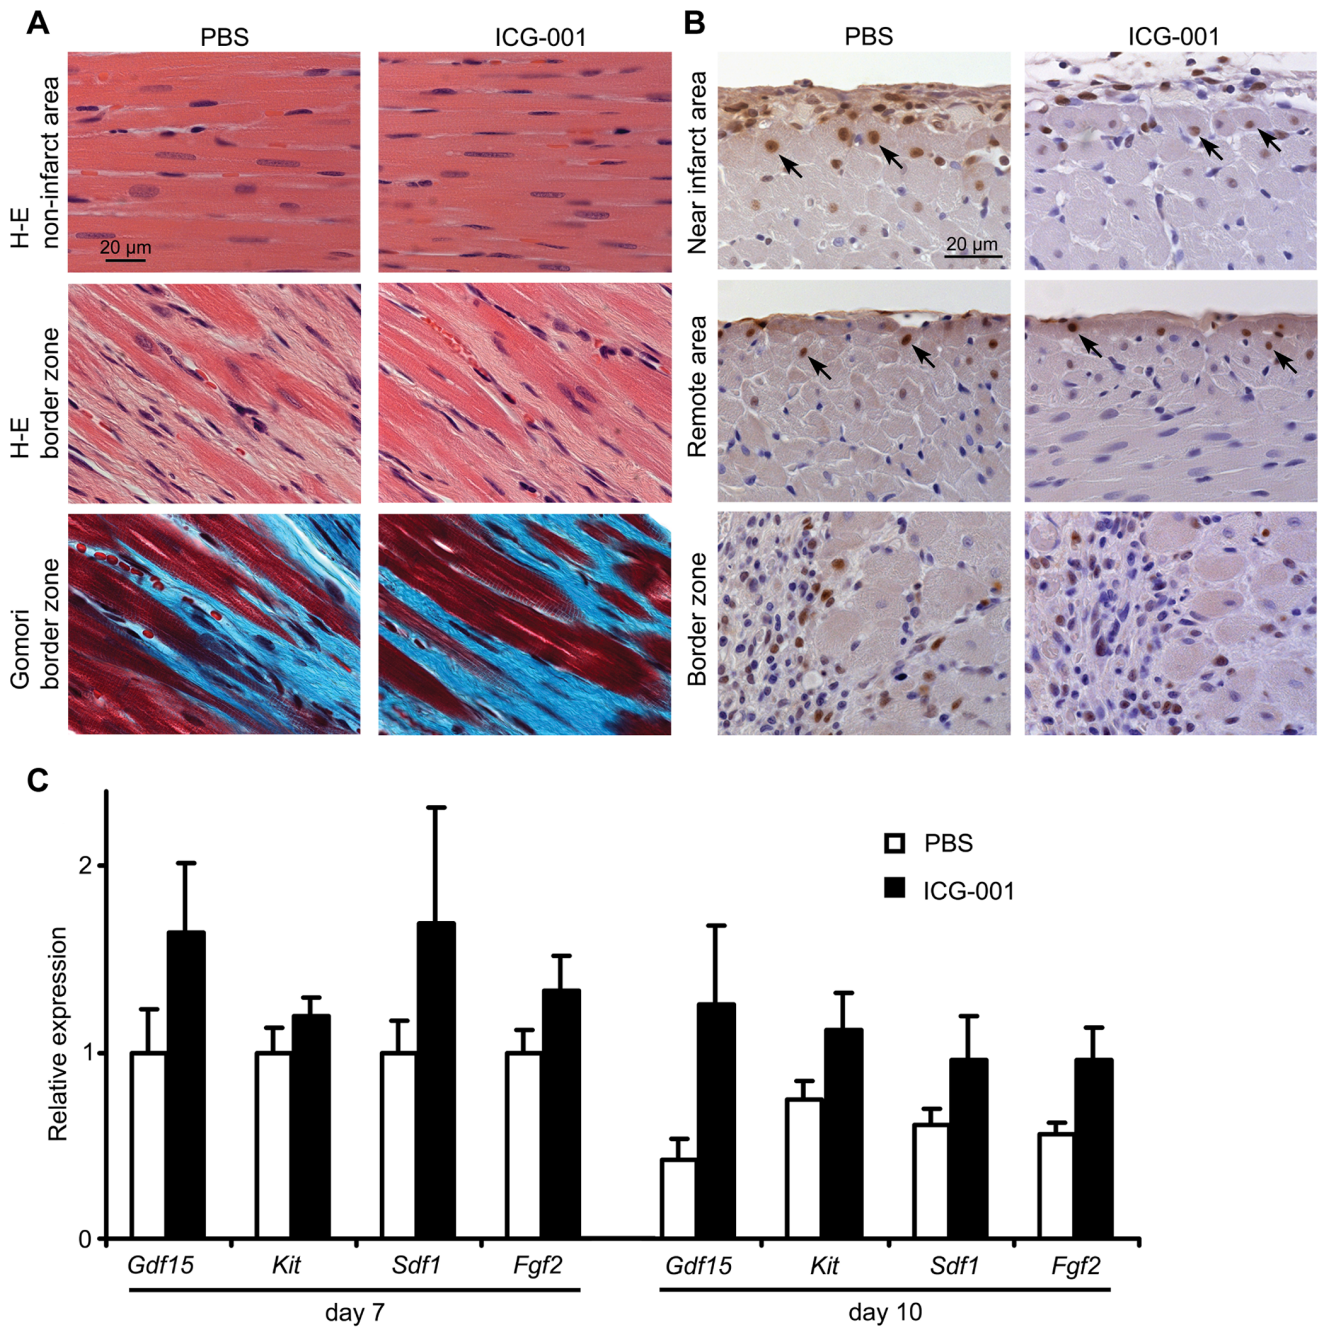 A
PBS
ICG-001
H-E
non-infarct area
20 µm
H-E
border zone
Gomori
border zone
B
PBS
ICG-001
Near infarct area
20 µm
Remote area
Border zone
C
Relative expression
2
1
0
PBS
ICG-001
Gdf15
Kit
Sdf1
Fgf2
Gdf15
Kit
Sdf1
Fgf2
day 7
day 10